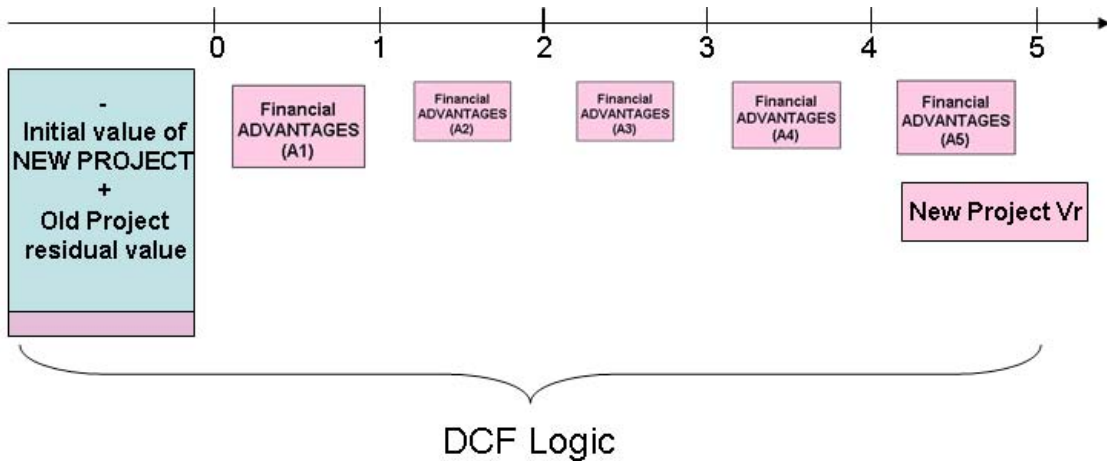 0 1 2 3 4 5
-
Initial value of
NEW PROJECT
+
Old Project
residual value
Financial
ADVANTAGES
(A1)
Financial
ADVANTAGES
(A2)
Financial
ADVANTAGES
(A3)
Financial
ADVANTAGES
(A4)
Financial
ADVANTAGES
(A5)
New Project Vr
DCF Logic